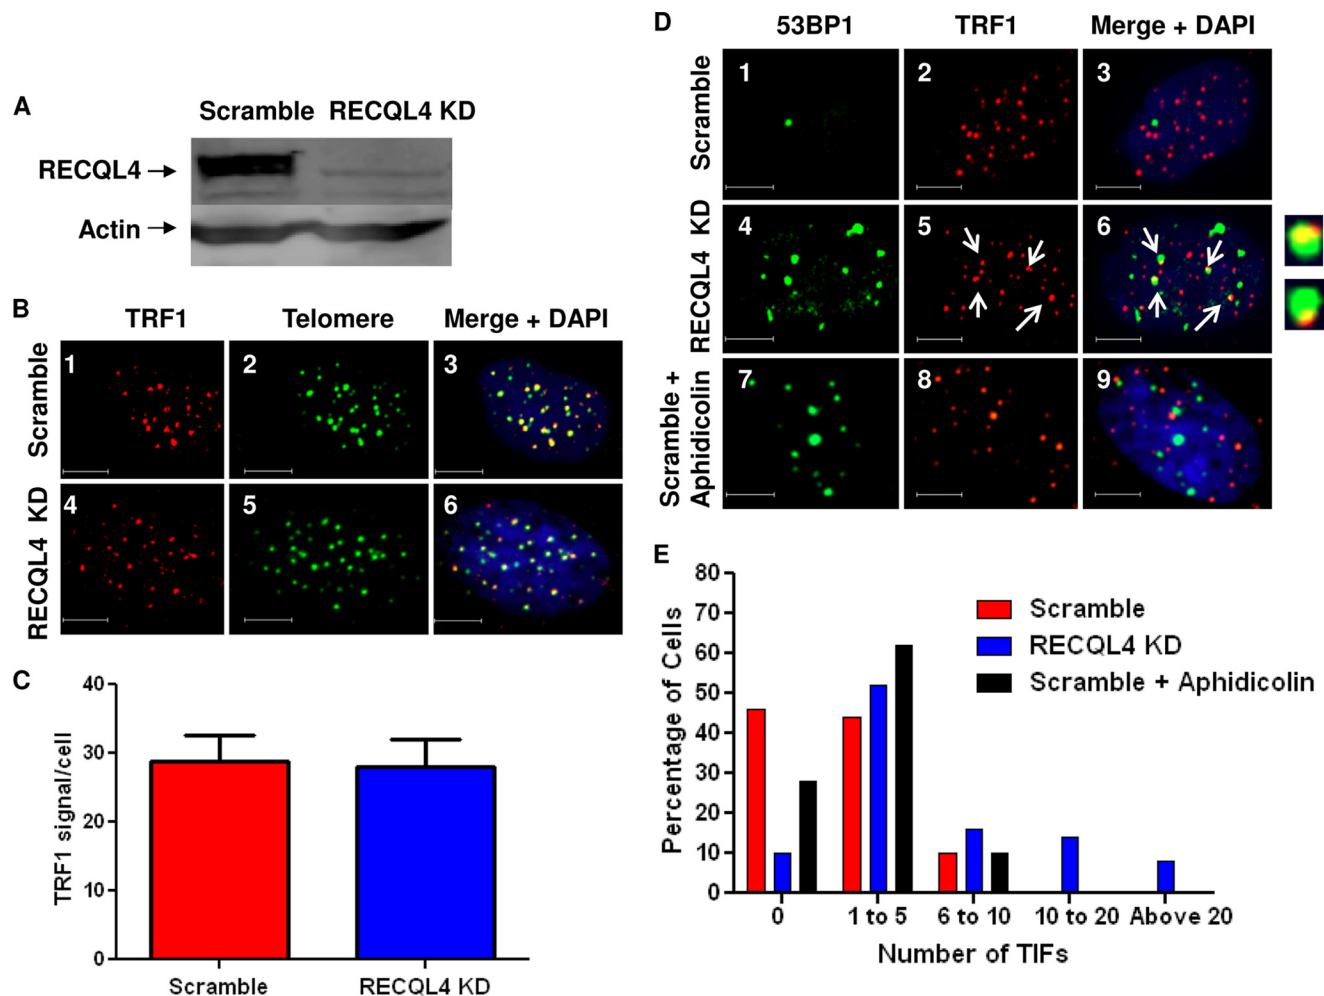 A
Scramble RECQL4 KD
RECQL4
Actin
B
TRF1 Telomere Merge + DAPI
Scramble
1 2 3
RECQL4 KD
4 5 6
C
TRF1 signal/cell
40
30
20
10
0
Scramble RECQL4 KD
D
53BP1 TRF1 Merge + DAPI
Scramble
1 2 3
RECQL4 KD
4 5 6
Scramble +
Aphidicolin
7 8 9
E
Percentage of Cells
80
70
60
50
40
30
20
10
0
Scramble
RECQL4 KD
Scramble + Aphidicolin
0 1 to 5 6 to 10 10 to 20 Above 20
Number of TIFs